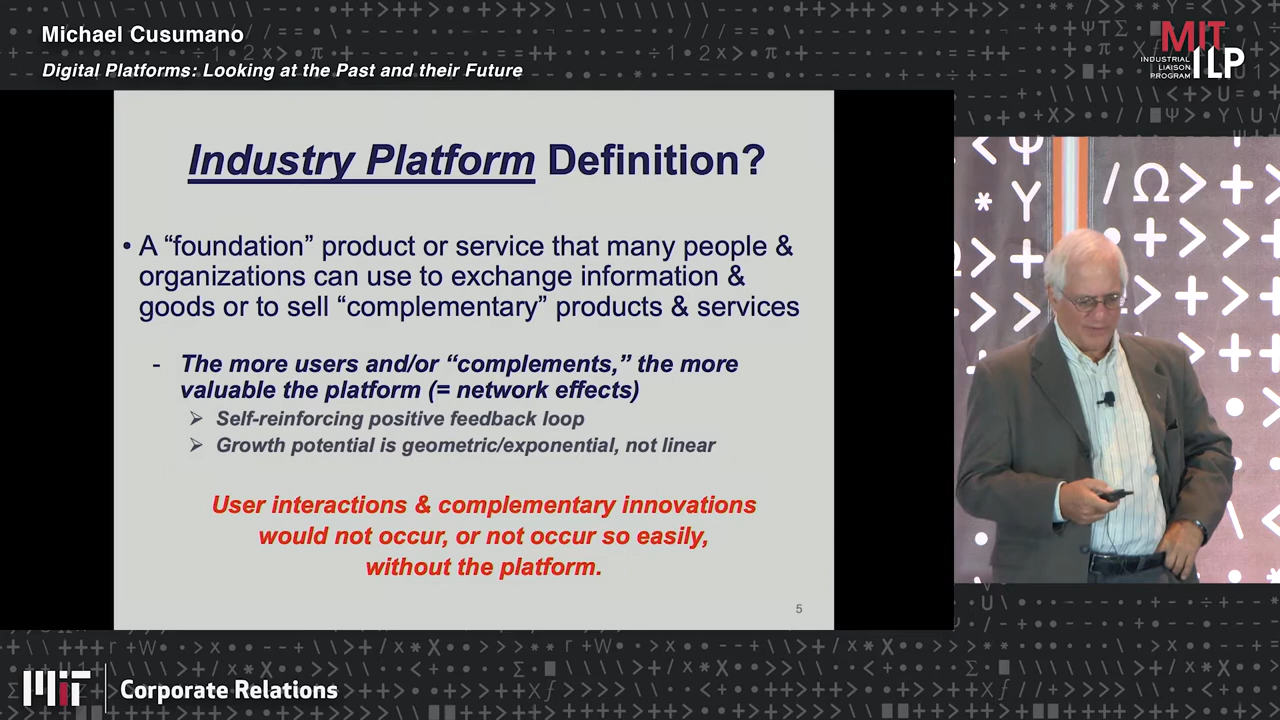 Michael Cusumano
Digital Platforms: Looking at the Past and their Future
MIT
INDUSTRIAL
LIAISON
PROGRAM
ILP
Industry Platform Definition?
• A “foundation” product or service that many people &
organizations can use to exchange information &
goods or to sell “complementary” products & services
- The more users and/or “complements,” the more
valuable the platform (= network effects)
➢ Self-reinforcing positive feedback loop
➢ Growth potential is geometric/exponential, not linear
User interactions & complementary innovations
would not occur, or not occur so easily,
without the platform.
5
MIT
Corporate Relations